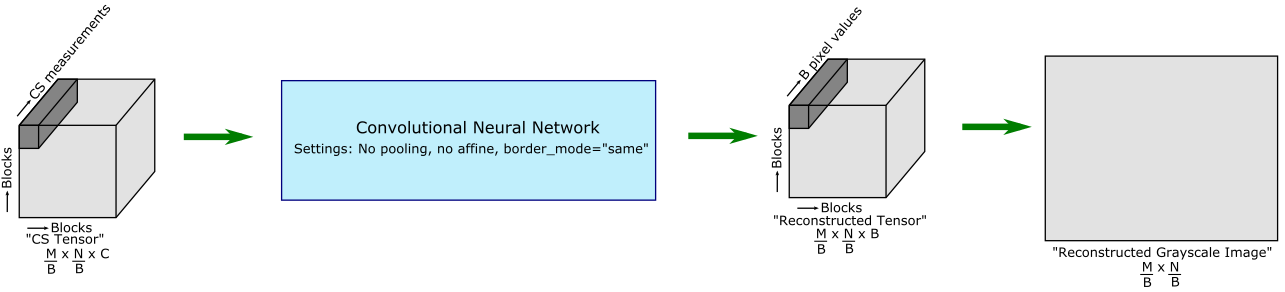 CS measurements
Blocks
Blocks
"CS Tensor"
M/B x N/B x C
Convolutional Neural Network
Settings: No pooling, no affine, border_mode="same"
B pixel values
Blocks
Blocks
"Reconstructed Tensor"
M/B x N/B x B
"Reconstructed Grayscale Image"
M/B x N/B